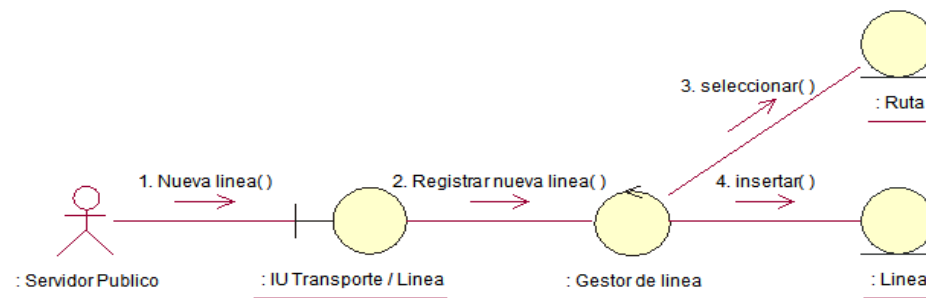 3. seleccionar( )
: Ruta
1. Nueva linea( )
2. Registrar nueva linea( )
4. insertar( )
: Servidor Publico
: IU Transporte / Linea
: Gestor de linea
: Linea